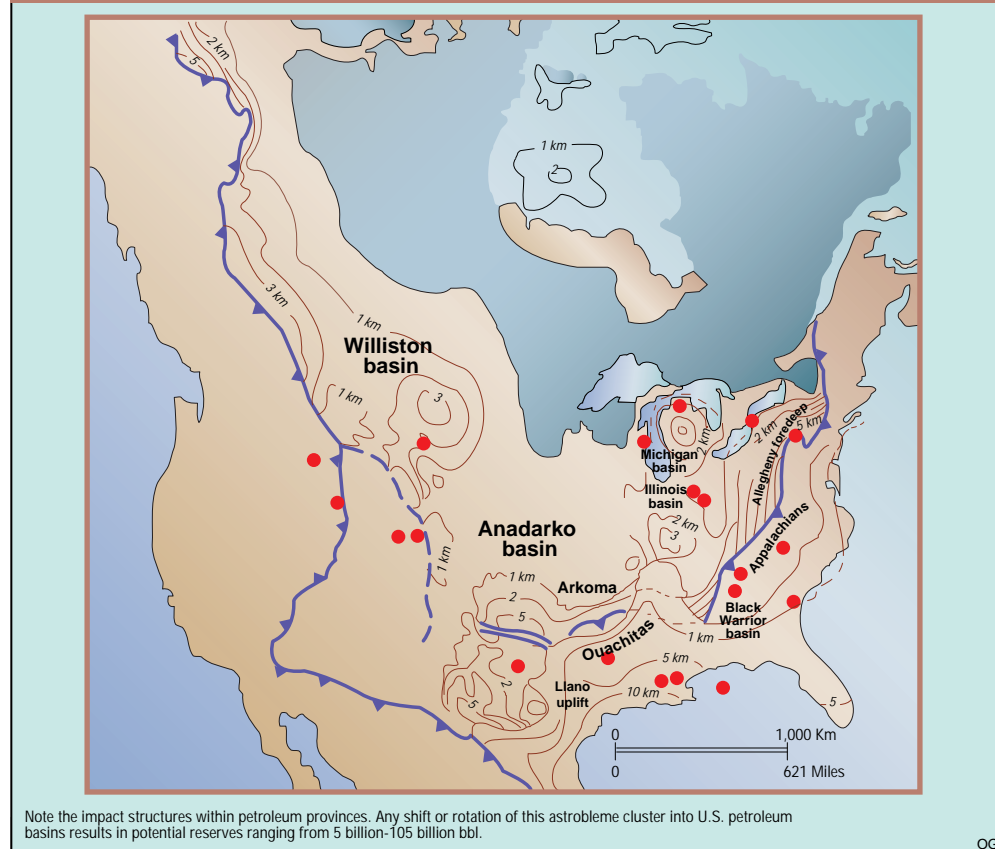 2 km
5
1 km
2
3 km
1 km
Williston
basin
1 km
3
2 km
5 km
Allegheny foredeep
2 km
Michigan
basin
Illinois
basin
2 km
3
Anadarko
basin
1 km
Appalachians
1 km
2
5
Arkoma
Black
Warrior
basin
1 km
Ouachitas
5 km
2
5
Llano
uplift
10 km
5
0
1,000 Km
0
621 Miles
Note the impact structures within petroleum provinces. Any shift or rotation of this astrobleme cluster into U.S. petroleum
basins results in potential reserves ranging from 5 billion-105 billion bbl.
OG